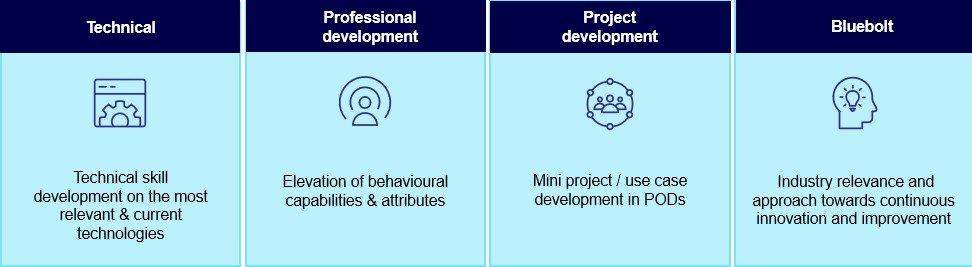 Technical
Technical skill
development on the most
relevant & current
technologies
Professional
development
Elevation of behavioural
capabilities & attributes
Project
development
Mini project / use case
development in PODs
Bluebolt
Industry relevance and
approach towards continuous
innovation and improvement